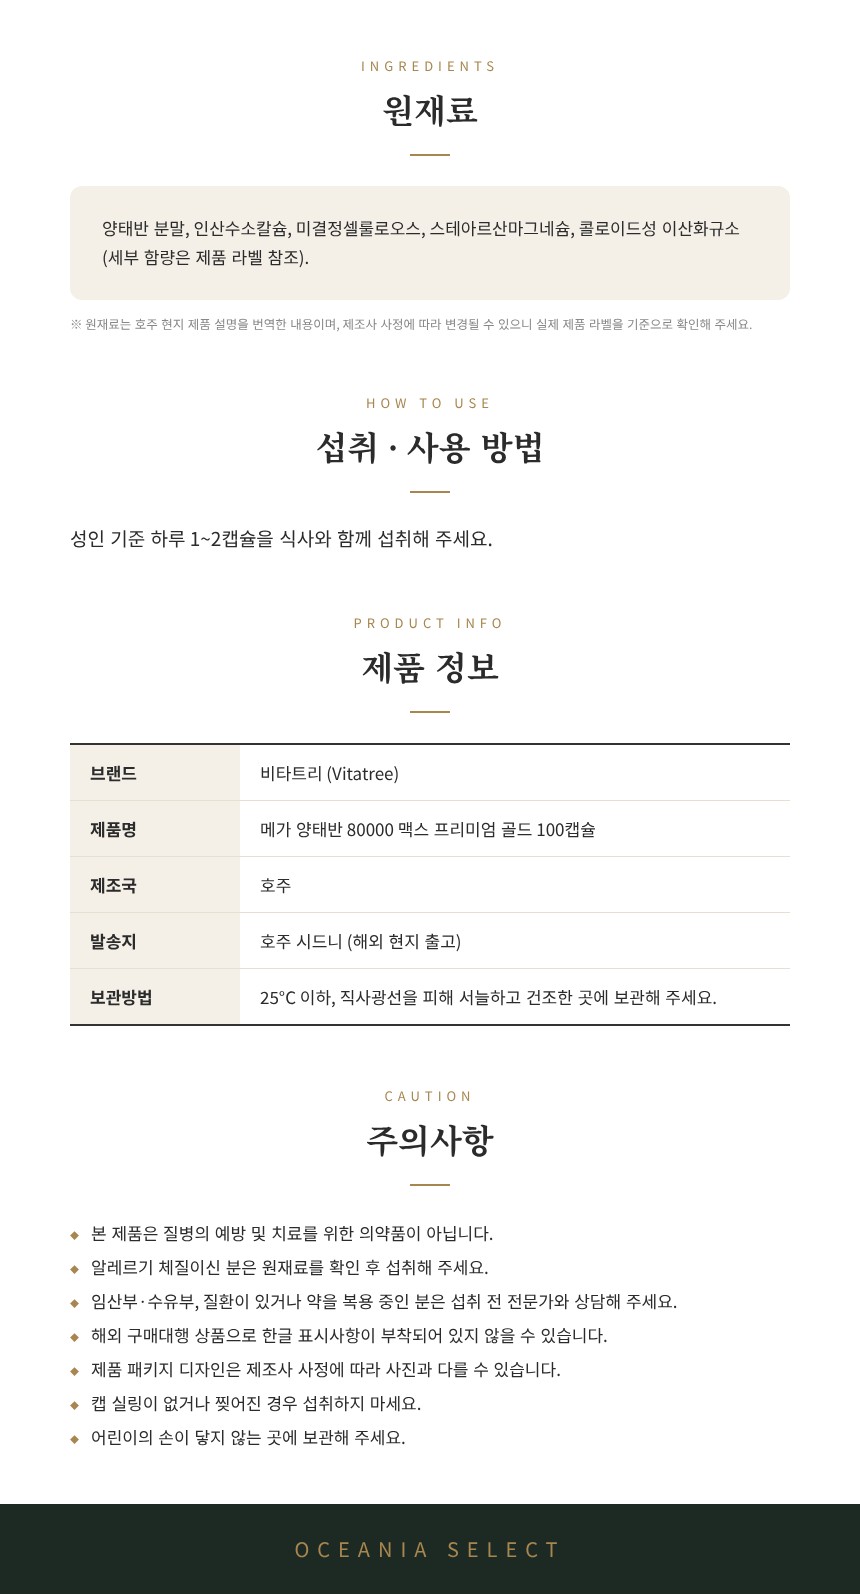 INGREDIENTS
원재료
양태반 분말, 인산수소칼슘, 미결정셀룰로오스, 스테아르산마그네슘, 콜로이드성 이산화규소
(세부 함량은 제품 라벨 참조).
※ 원재료는 호주 현지 제품 설명을 번역한 내용이며, 제조사 사정에 따라 변경될 수 있으니 실제 제품 라벨을 기준으로 확인해 주세요.
HOW TO USE
섭취 · 사용 방법
성인 기준 하루 1~2캡슐을 식사와 함께 섭취해 주세요.
PRODUCT INFO
제품 정보
브랜드 비타트리 (Vitatree)
제품명 메가 양태반 80000 맥스 프리미엄 골드 100캡슐
제조국 호주
발송지 호주 시드니 (해외 현지 출고)
보관방법 25°C 이하, 직사광선을 피해 서늘하고 건조한 곳에 보관해 주세요.
CAUTION
주의사항
◆ 본 제품은 질병의 예방 및 치료를 위한 의약품이 아닙니다.
◆ 알레르기 체질이신 분은 원재료를 확인 후 섭취해 주세요.
◆ 임산부·수유부, 질환이 있거나 약을 복용 중인 분은 섭취 전 전문가와 상담해 주세요.
◆ 해외 구매대행 상품으로 한글 표시사항이 부착되어 있지 않을 수 있습니다.
◆ 제품 패키지 디자인은 제조사 사정에 따라 사진과 다를 수 있습니다.
◆ 캡 실링이 없거나 찢어진 경우 섭취하지 마세요.
◆ 어린이의 손이 닿지 않는 곳에 보관해 주세요.
OCEANIA SELECT